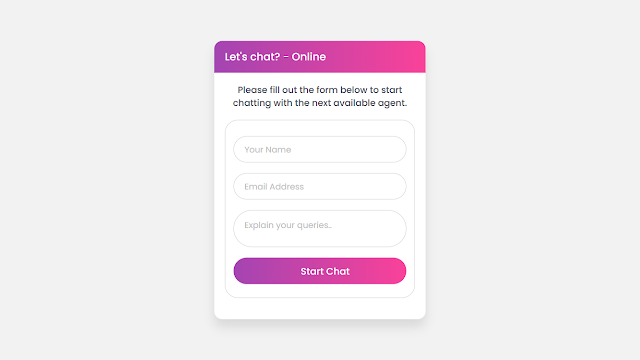 Let's chat? - Online
Please fill out the form below to start
chatting with the next available agent.
Your Name
Email Address
Explain your queries..
Start Chat